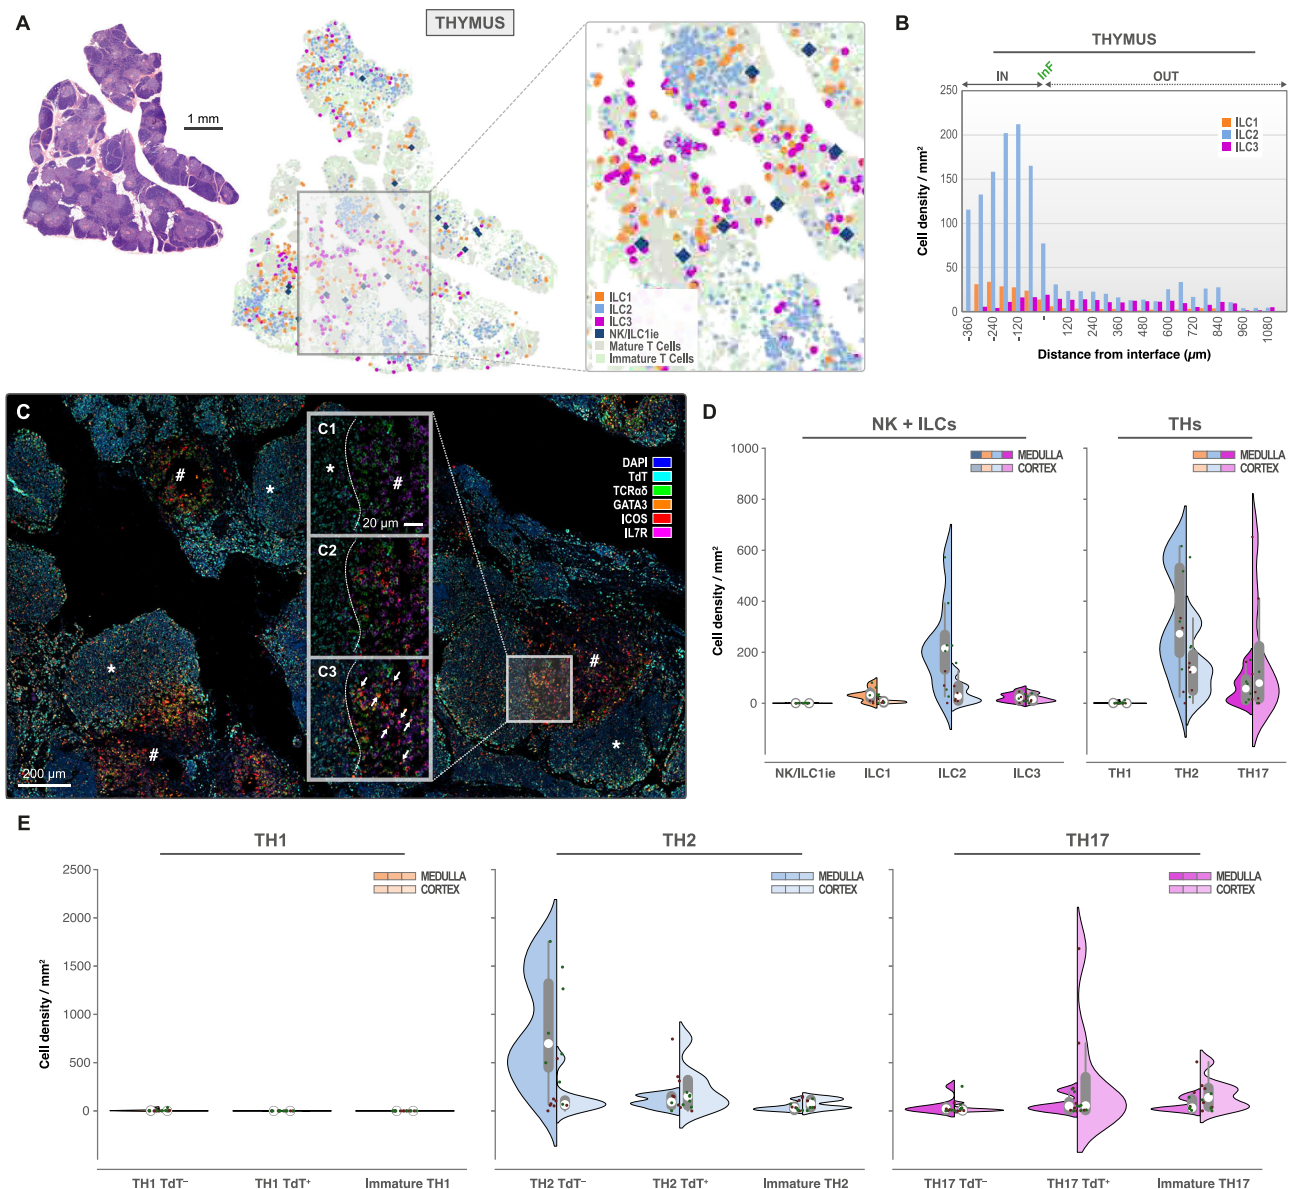 A
THYMUS
1 mm
ILC1
ILC2
ILC3
NK/ILC1ie
Mature T Cells
Immature T Cells
B
THYMUS
IN
InF
OUT
250
200
150
100
50
0
Cell density / mm²
ILC1
ILC2
ILC3
-360
-240
-120
-
120
240
360
480
600
720
840
960
1080
Distance from interface (µm)
C
C1
*
#
20 µm
C2
C3
DAPI
TdT
TCRαδ
GATA3
ICOS
IL7R
#
*
*
#
#
*
200 µm
D
NK + ILCs
THs
MEDULLA
CORTEX
MEDULLA
CORTEX
1000
800
600
400
200
0
Cell density / mm²
NK/ILC1ie
ILC1
ILC2
ILC3
TH1
TH2
TH17
E
TH1
TH2
TH17
MEDULLA
CORTEX
MEDULLA
CORTEX
MEDULLA
CORTEX
2500
2000
1500
1000
500
0
Cell density / mm²
TH1 TdT⁻
TH1 TdT⁺
Immature TH1
TH2 TdT⁻
TH2 TdT⁺
Immature TH2
TH17 TdT⁻
TH17 TdT⁺
Immature TH17